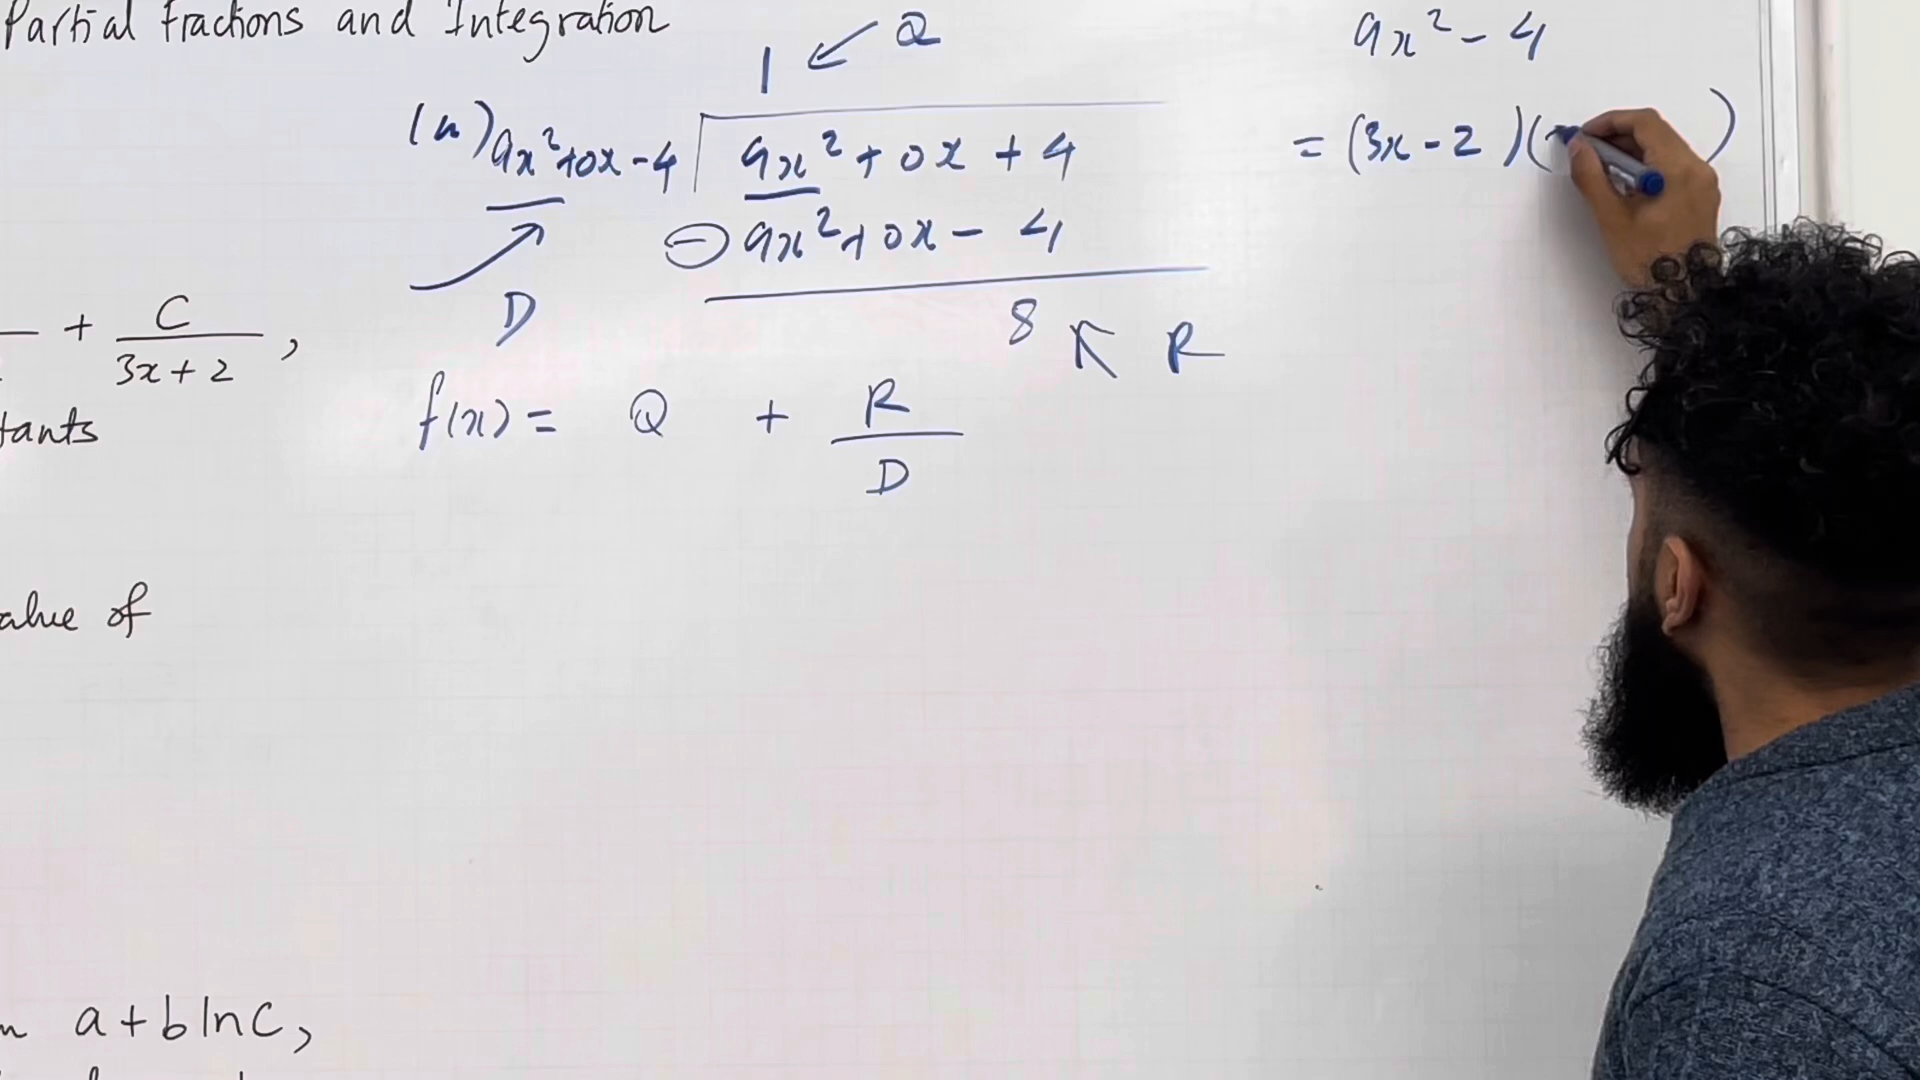 Partial Fractions and Integration
1 ↙ Q
(a) 9x²+0x-4 | 9x² + 0x + 4
⊖ 9x²+0x - 4
D
8 ↖ R
f(x) = Q + R/D
9x² - 4
= (3x - 2)( )
+ C/(3x + 2),
tants
alue of
a + b ln c,